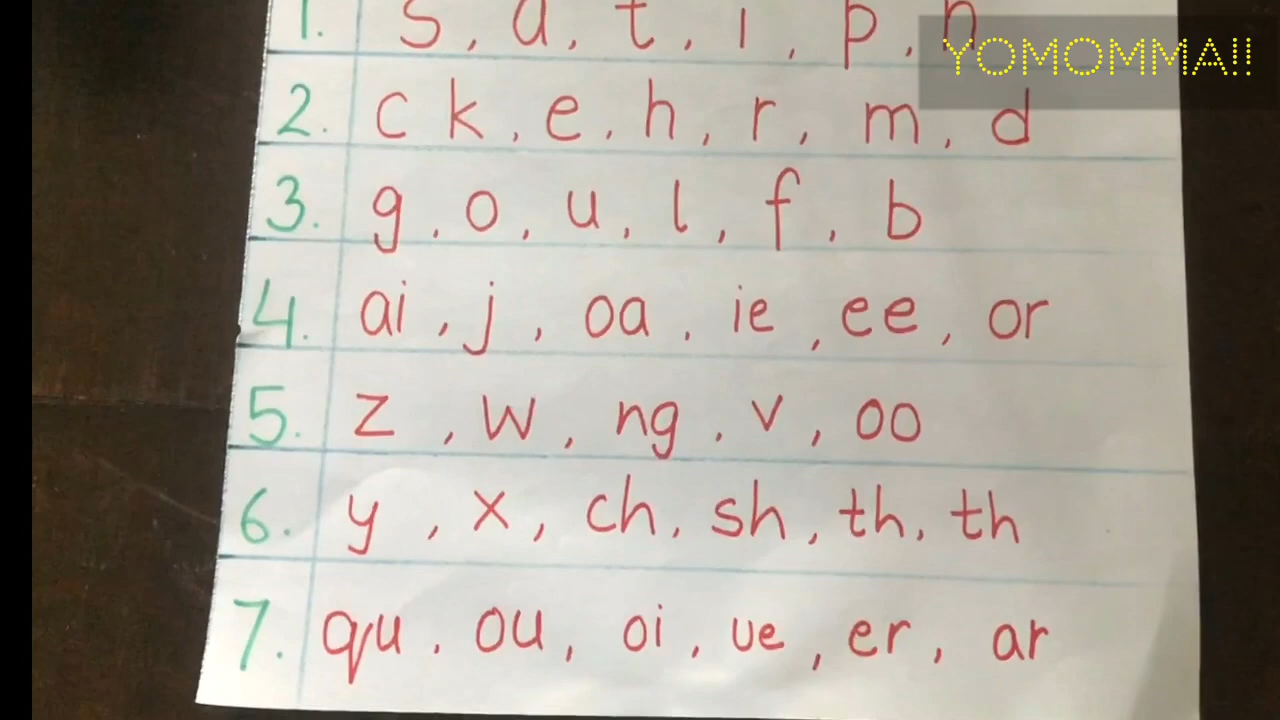 1. s, a, t, i, p, n
YOMOMMA!!
2. c k, e, h, r, m, d
3. g, o, u, l, f, b
4. ai, j, oa, ie, ee, or
5. z, w, ng, v, oo
6. y, x, ch, sh, th, th
7. qu, ou, oi, ue, er, ar